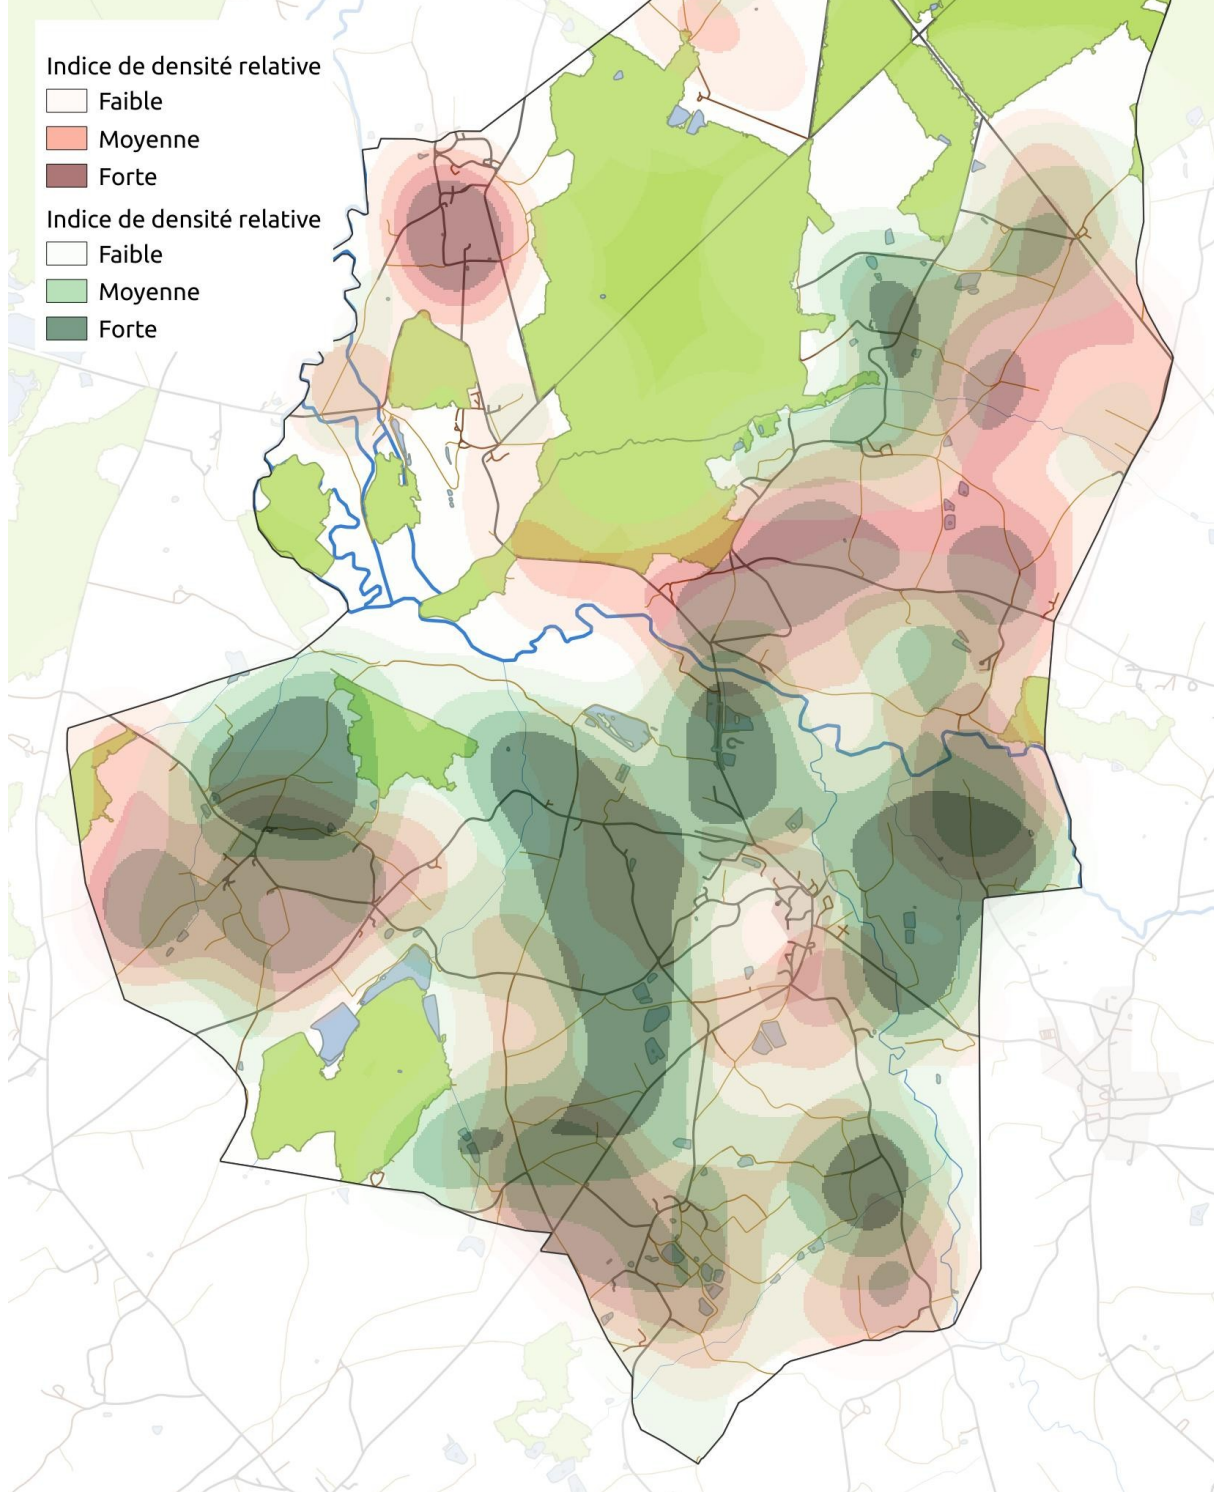 Indice de densité relative
Faible
Moyenne
Forte
Indice de densité relative
Faible
Moyenne
Forte